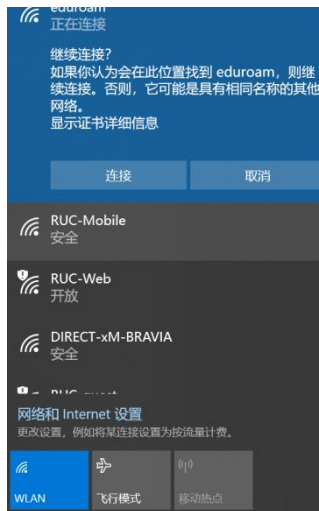 eduroam
正在连接
继续连接?
如果你认为会在此位置找到 eduroam，则继
续连接。否则，它可能是具有相同名称的其他
网络。
显示证书详细信息
连接 取消
RUC-Mobile
安全
RUC-Web
开放
DIRECT-xM-BRAVIA
安全
网络和 Internet 设置
更改设置，例如将某连接设置为按流量计费。
WLAN 飞行模式 移动热点